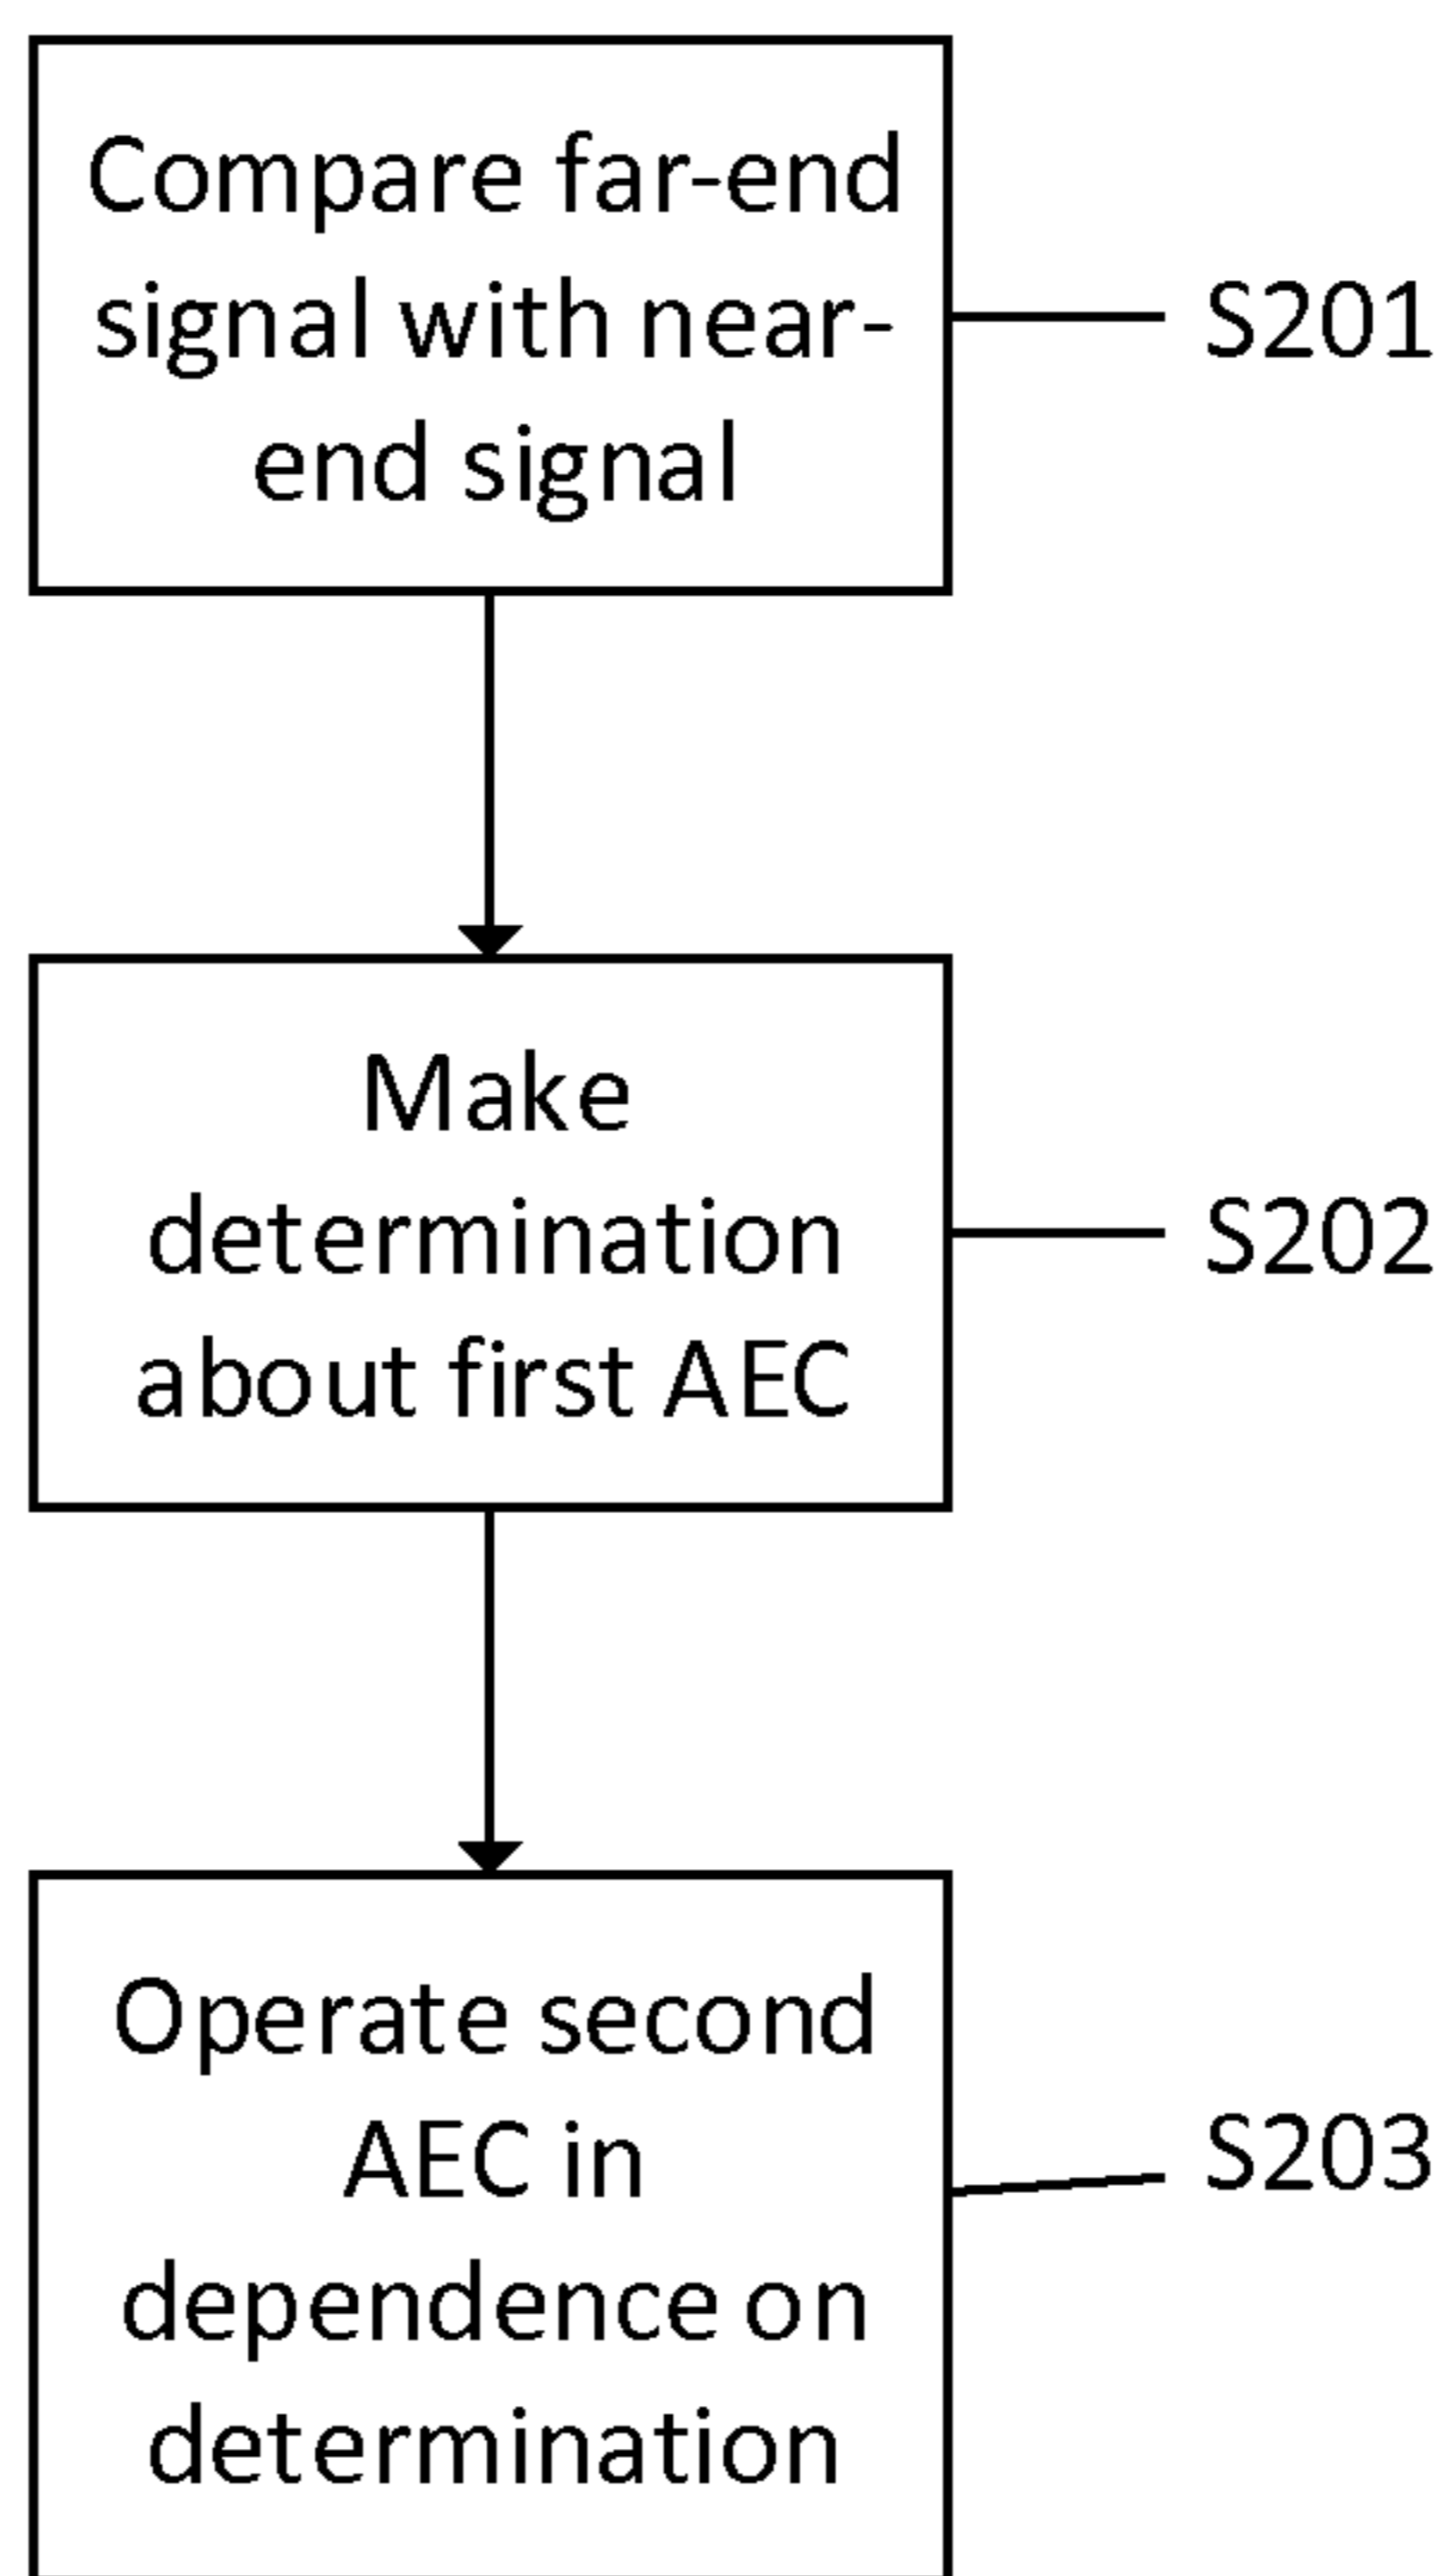 Compare far-end
signal with near-
end signal
S201
Make
determination
about first AEC
S202
Operate second
AEC in
dependence on
determination
S203